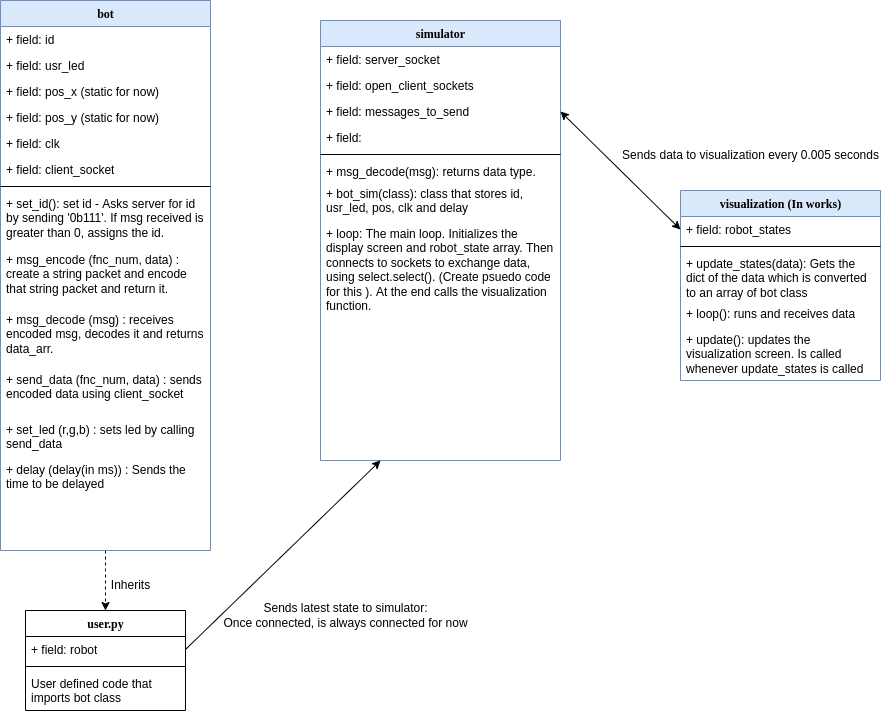 bot
+ field: id
+ field: usr_led
+ field: pos_x (static for now)
+ field: pos_y (static for now)
+ field: clk
+ field: client_socket
+ set_id(): set id - Asks server for id
by sending '0b111'. If msg received is
greater than 0, assigns the id.
+ msg_encode (fnc_num, data) :
create a string packet and encode
that string packet and return it.
+ msg_decode (msg) : receives
encoded msg, decodes it and returns
data_arr.
+ send_data (fnc_num, data) : sends
encoded data using client_socket
+ set_led (r,g,b) : sets led by calling
send_data
+ delay (delay(in ms)) : Sends the
time to be delayed
Inherits
user.py
+ field: robot
User defined code that
imports bot class
simulator
+ field: server_socket
+ field: open_client_sockets
+ field: messages_to_send
+ field:
+ msg_decode(msg): returns data type.
+ bot_sim(class): class that stores id,
usr_led, pos, clk and delay
+ loop: The main loop. Initializes the
display screen and robot_state array. Then
connects to sockets to exchange data,
using select.select(). (Create psuedo code
for this ). At the end calls the visualization
function.
Sends latest state to simulator:
Once connected, is always connected for now
Sends data to visualization every 0.005 seconds
visualization (In works)
+ field: robot_states
+ update_states(data): Gets the
dict of the data which is converted
to an array of bot class
+ loop(): runs and receives data
+ update(): updates the
visualization screen. Is called
whenever update_states is called